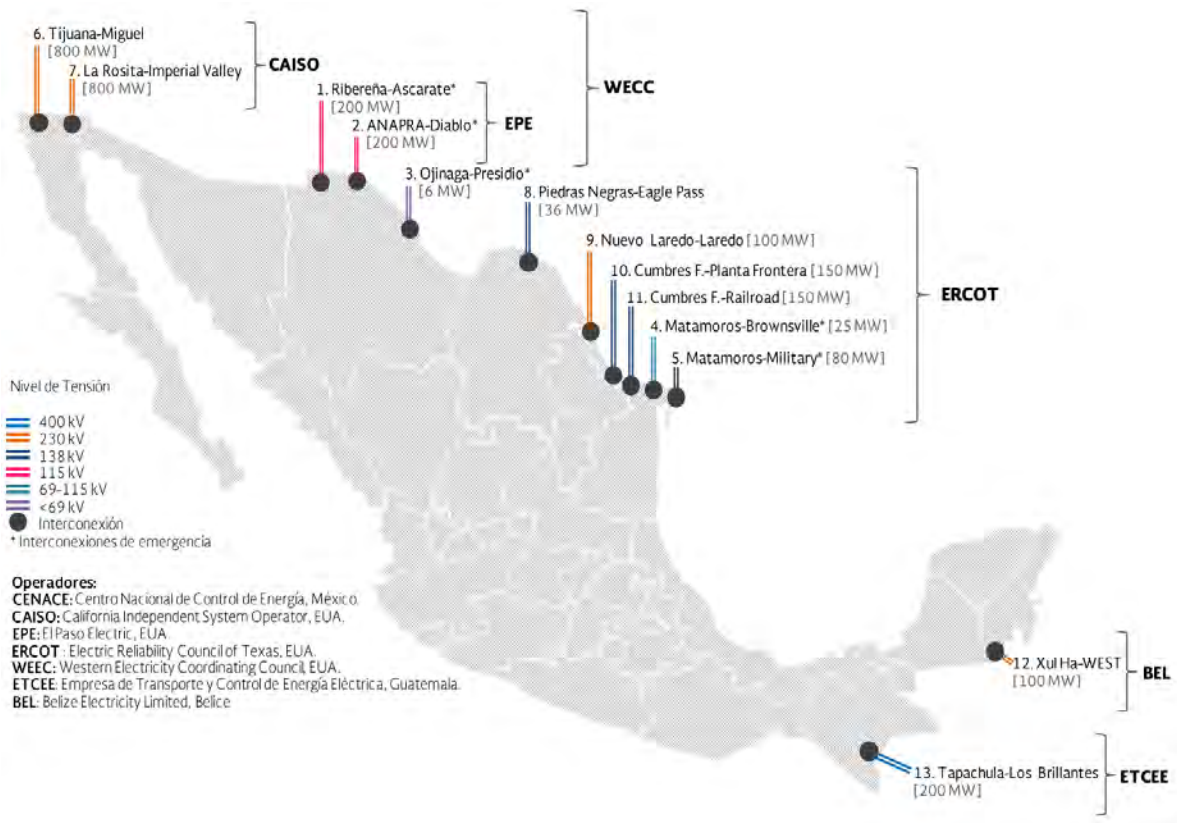 6. Tijuana-Miguel
[800 MW]
7. La Rosita-Imperial Valley
[800 MW]
CAISO
1. Ribereña-Ascarate*
[200 MW]
2. ANAPRA-Diablo*
[200 MW]
EPE
WECC
3. Ojinaga-Presidio*
[6 MW]
8. Piedras Negras-Eagle Pass
[36 MW]
9. Nuevo Laredo-Laredo [100 MW]
10. Cumbres F.-Planta Frontera [150 MW]
11. Cumbres F.-Railroad [150 MW]
4. Matamoros-Brownsville* [25 MW]
5. Matamoros-Military* [80 MW]
ERCOT
Nivel de Tensión
400 kV
230 kV
138 kV
115 kV
69-115 kV
<69 kV
Interconexión
* Interconexiones de emergencia
Operadores:
CENACE: Centro Nacional de Control de Energía, México.
CAISO: California Independent System Operator, EUA.
EPE: El Paso Electric, EUA.
ERCOT : Electric Reliability Council of Texas, EUA.
WEEC: Western Electricity Coordinating Council, EUA.
ETCEE: Empresa de Transporte y Control de Energía Eléctrica, Guatemala.
BEL: Belize Electricity Limited, Belice
12. Xul Ha-WEST
[100 MW]
BEL
13. Tapachula-Los Brillantes
[200 MW]
ETCEE